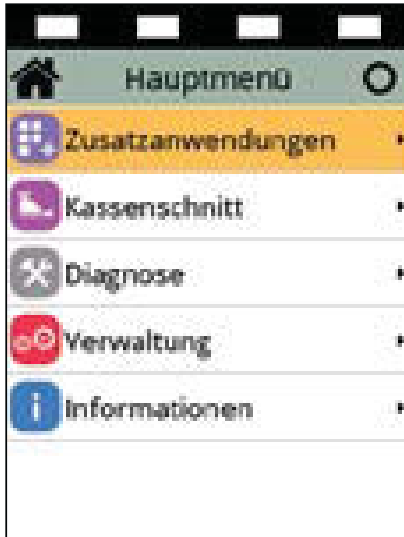 Hauptmenü
Zusatzanwendungen
Kassenschnitt
Diagnose
Verwaltung
Informationen